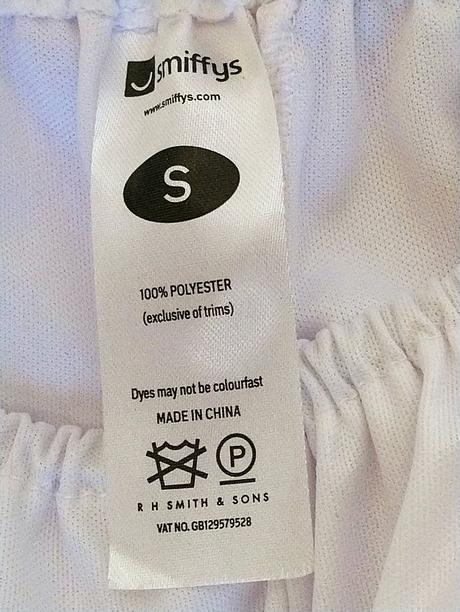 smiffys
www.smiffys.com
S
100% POLYESTER
(exclusive of trims)
Dyes may not be colourfast
MADE IN CHINA
P
R H SMITH & SONS
VAT NO. GB129579528